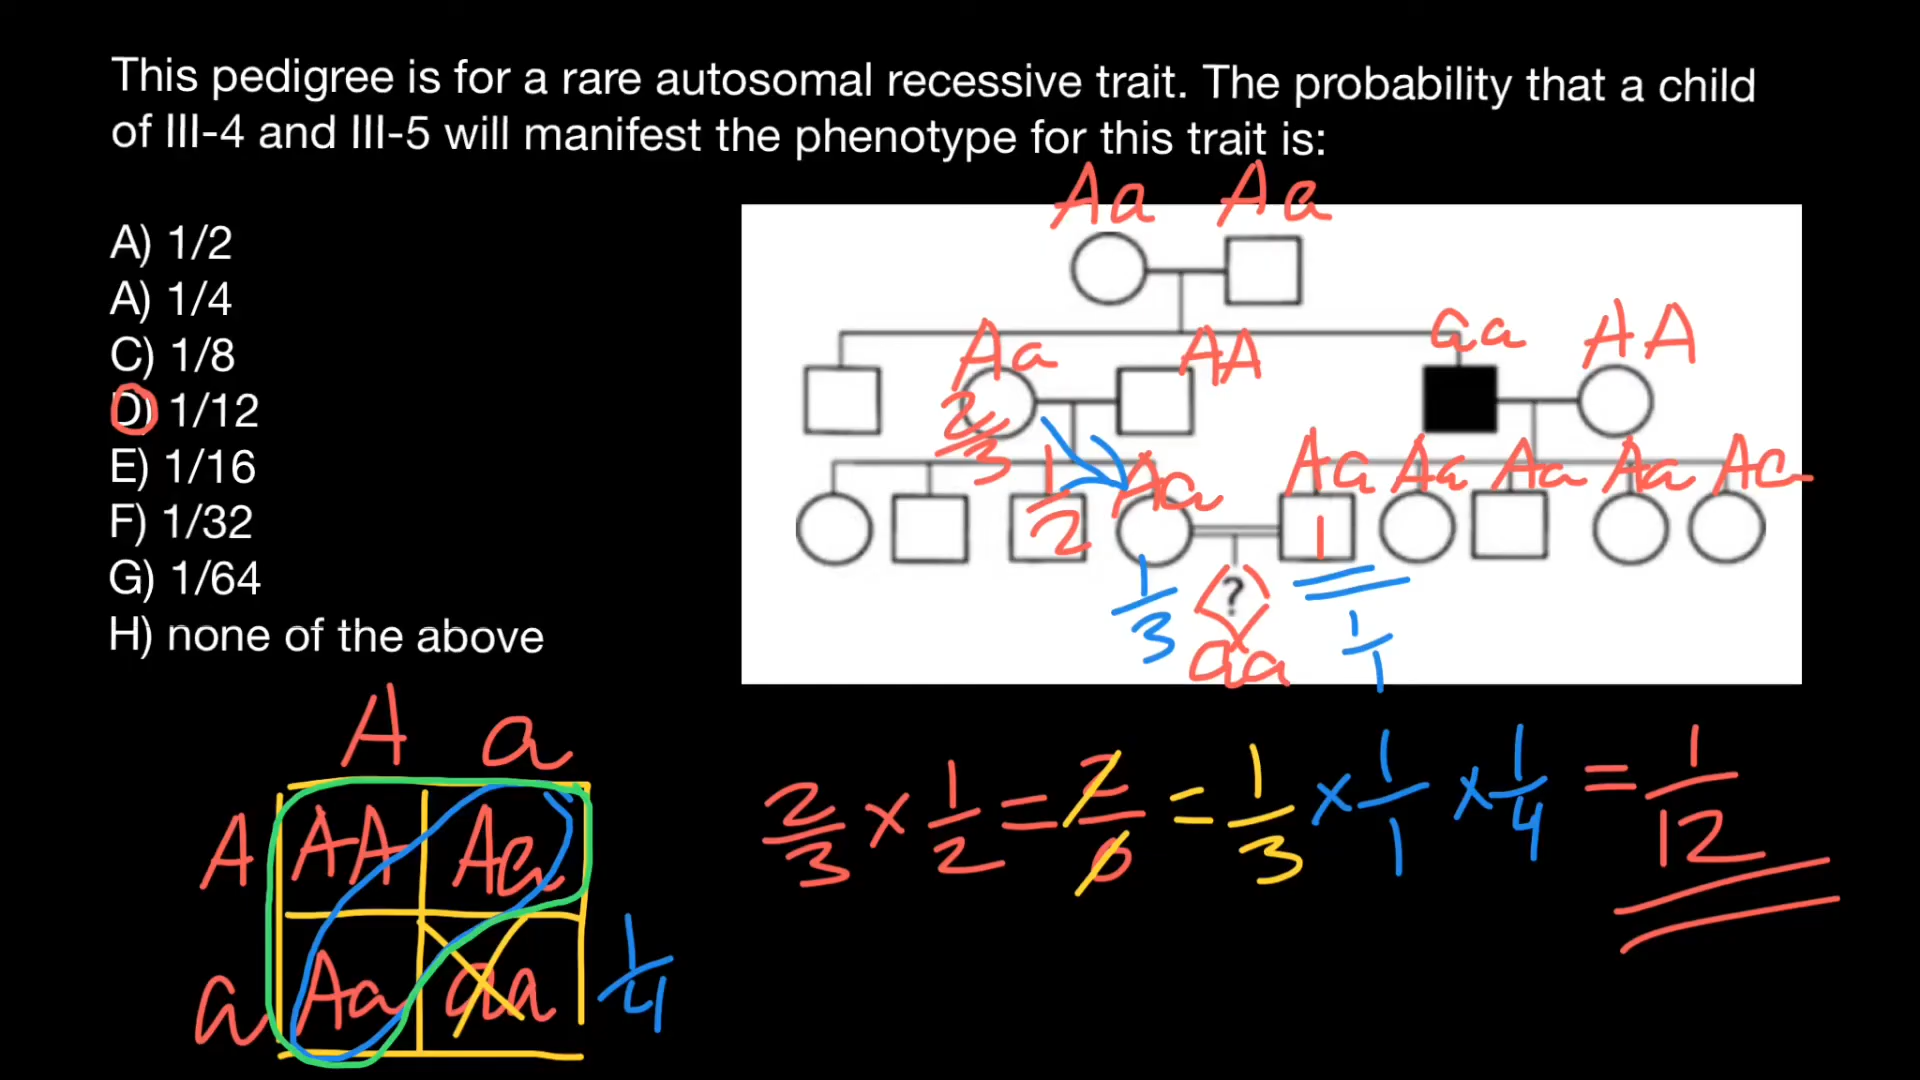 This pedigree is for a rare autosomal recessive trait. The probability that a child
of III-4 and III-5 will manifest the phenotype for this trait is:
Aa Aa
A) 1/2
A) 1/4
C) 1/8
D) 1/12
E) 1/16
F) 1/32
G) 1/64
H) none of the above
Aa AA aa AA
2/3
1/2 Aa Aa Aa Aa Aa Aa
1
1/3 ? 1/1
aa
A a
A AA Aa
a Aa aa 1/4
2/3 x 1/2 = 2/6 = 1/3 x 1/1 x 1/4 = 1/12